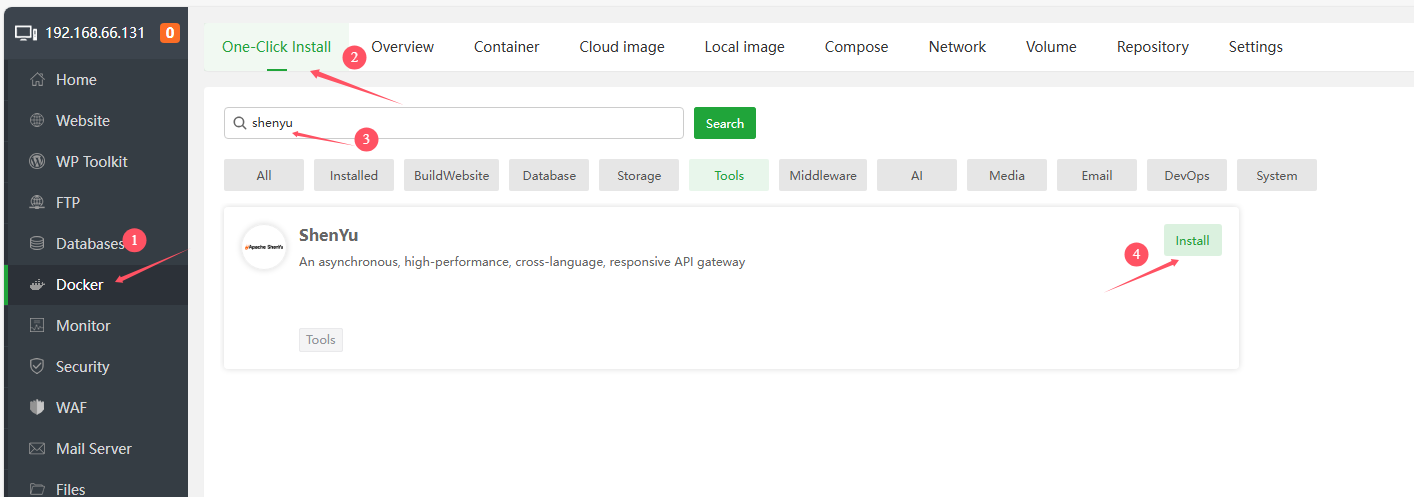 192.168.66.131 0
Home
Website
WP Toolkit
FTP
Databases 1
Docker
Monitor
Security
WAF
Mail Server
Files
One-Click Install 2 Overview Container Cloud image Local image Compose Network Volume Repository Settings
shenyu 3 Search
All Installed BuildWebsite Database Storage Tools Middleware AI Media Email DevOps System
Apache ShenYu
ShenYu
Install
An asynchronous, high-performance, cross-language, responsive API gateway
4
Tools